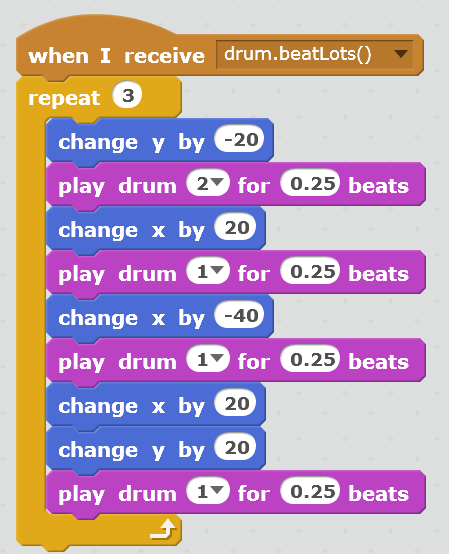 when I receive drum.beatLots()
repeat 3
change y by -20
play drum 2 for 0.25 beats
change x by 20
play drum 1 for 0.25 beats
change x by -40
play drum 1 for 0.25 beats
change x by 20
change y by 20
play drum 1 for 0.25 beats